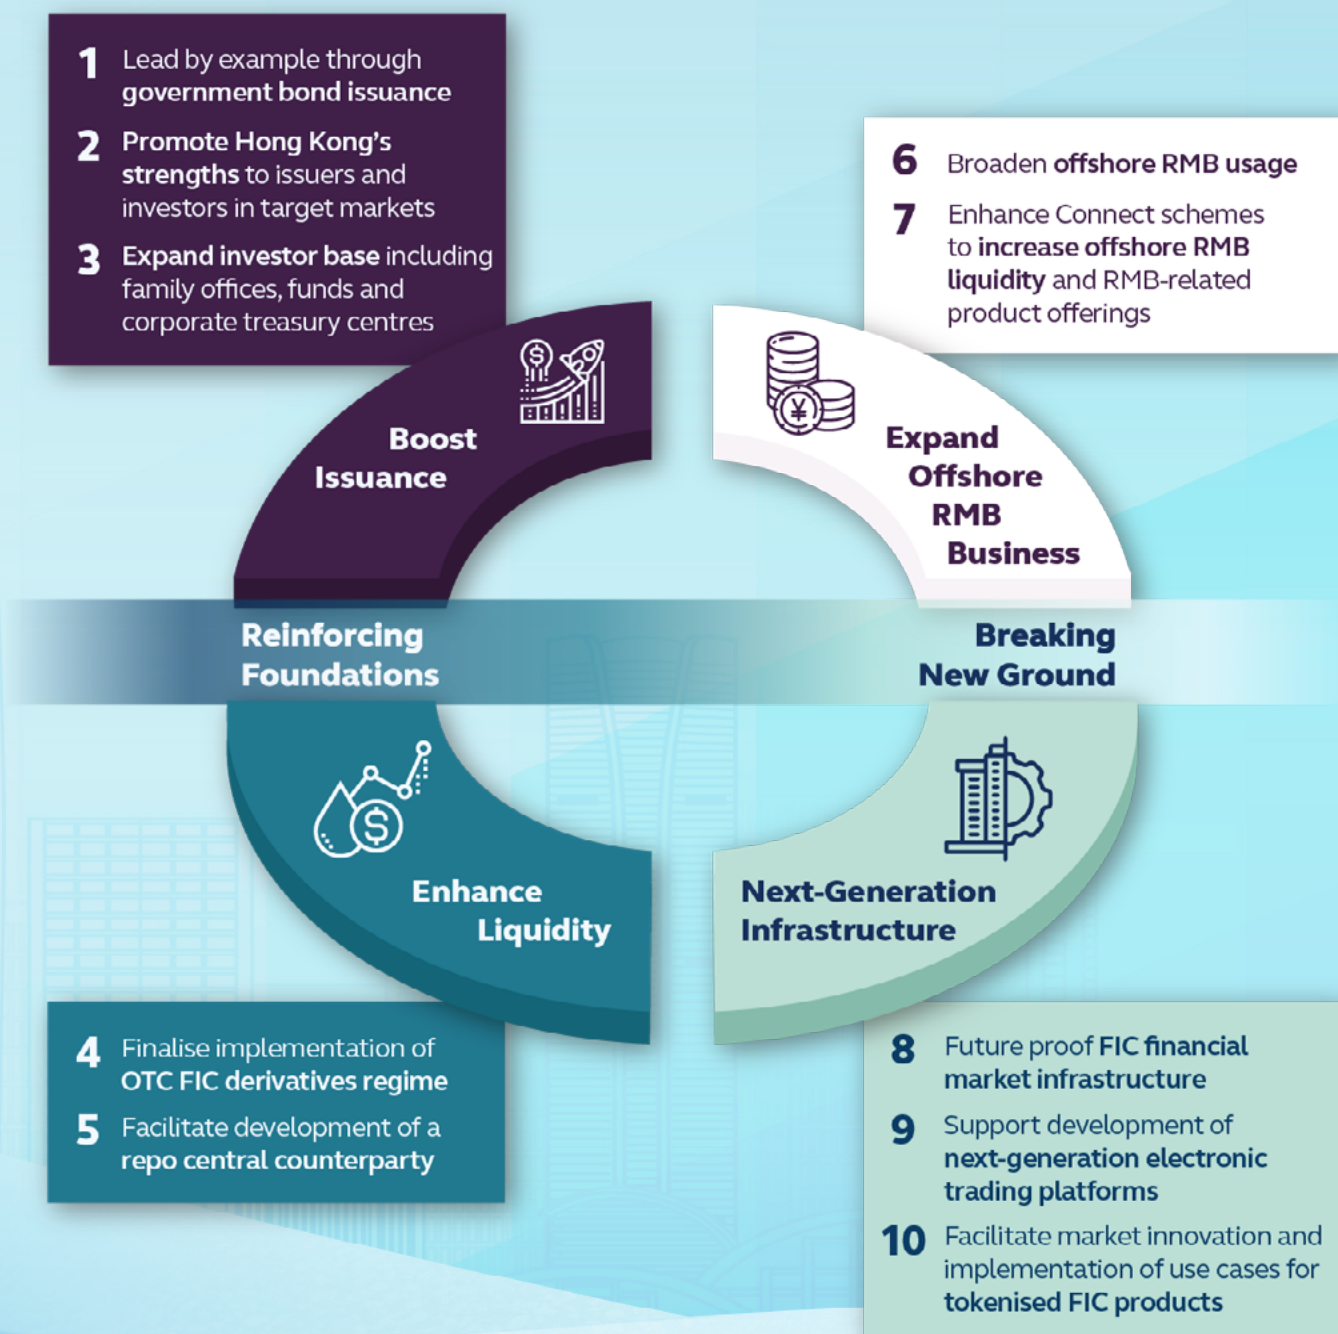 1 Lead by example through
government bond issuance
2 Promote Hong Kong's
strengths to issuers and
investors in target markets
3 Expand investor base including
family offices, funds and
corporate treasury centres
6 Broaden offshore RMB usage
7 Enhance Connect schemes
to increase offshore RMB
liquidity and RMB-related
product offerings
$
Boost
Issuance
¥
Expand
Offshore
RMB
Business
Reinforcing
Foundations
Breaking
New Ground
$
Enhance
Liquidity
Next-Generation
Infrastructure
4 Finalise implementation of
OTC FIC derivatives regime
5 Facilitate development of a
repo central counterparty
8 Future proof FIC financial
market infrastructure
9 Support development of
next-generation electronic
trading platforms
10 Facilitate market innovation and
implementation of use cases for
tokenised FIC products